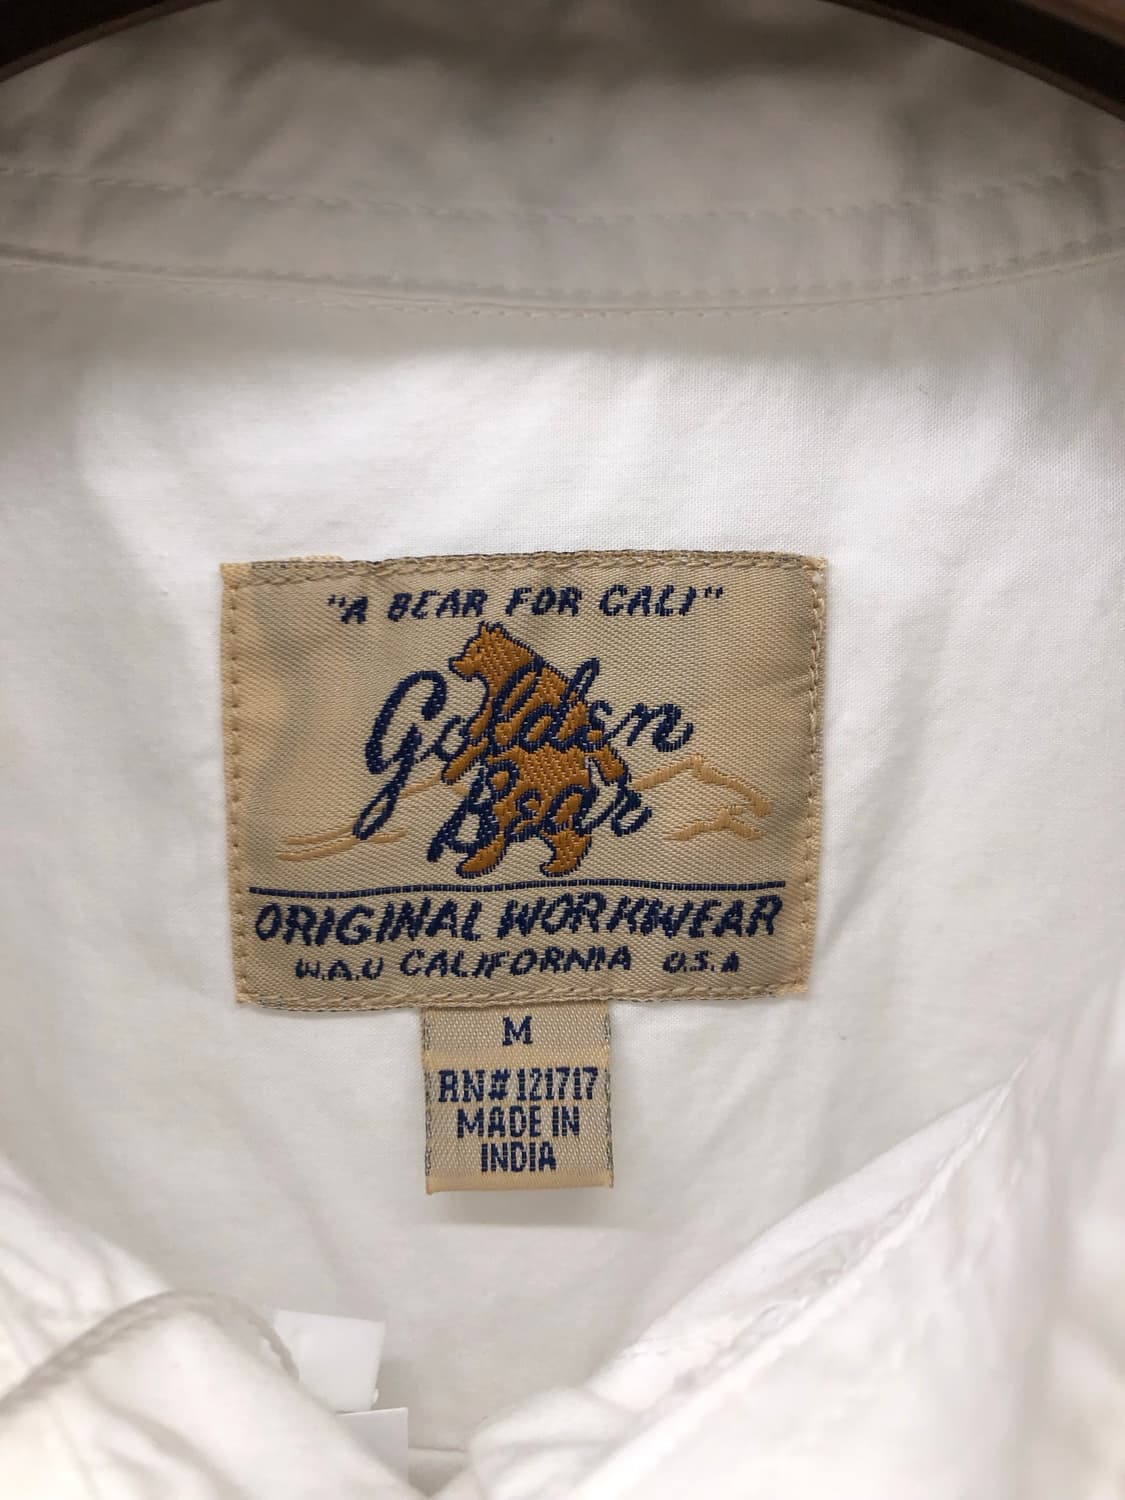 "A BEAR FOR CALI"
Golden
Bear
ORIGINAL WORKWEAR
W.A.U CALIFORNIA U.S.A
M
RN#121717
MADE IN
INDIA